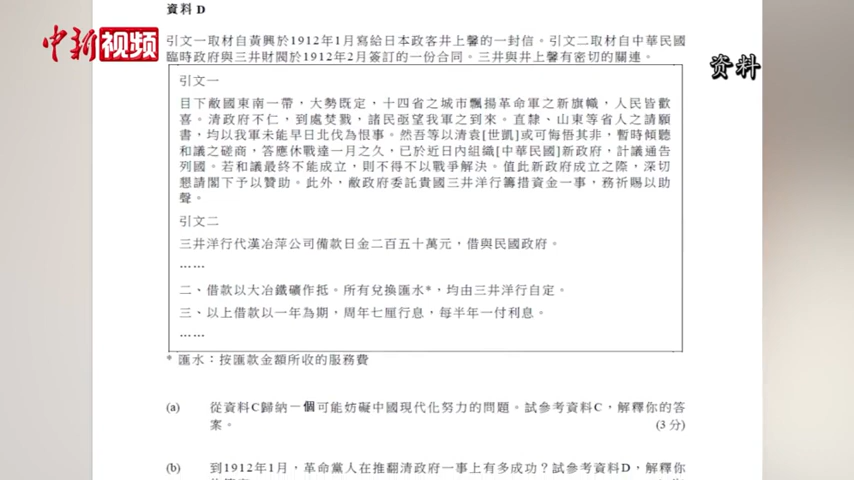 中新视频
资料
資料 D
引文一取材自黃興於1912年1月寫給日本政客井上馨的一封信。引文二取材自中華民國
臨時政府與三井財閥於1912年2月簽訂的一份合同。三井與井上馨有密切的關連。
引文一
目下敝國東南一帶，大勢既定，十四省之城市飄揚革命軍之新旗幟，人民皆歡
喜。清政府不仁，到處焚戮，諸民亟望我軍之到來。直隸、山東等省人之請願
書，均以我軍未能早日北伐為恨事。然吾等以清袁[世凱]或可悔悟其非，暫時傾聽
和議之磋商，答應休戰達一月之久，已於近日內組織[中華民國]新政府，計議通告
列國。若和議最終不能成立，則不得不以戰爭解決。值此新政府成立之際，深切
懇請閣下予以贊助。此外，敝政府委託貴國三井洋行籌措資金一事，務祈賜以助
聲。
引文二
三井洋行代漢冶萍公司備款日金二百五十萬元，借與民國政府。
……
二、借款以大冶鐵礦作抵。所有兌換匯水*，均由三井洋行自定。
三、以上借款以一年為期，周年七厘行息，每半年一付利息。
……
* 匯水：按匯款金額所收的服務費
(a) 從資料C歸納一個可能妨礙中國現代化努力的問題。試參考資料C，解釋你的答
案。 (3 分)
(b) 到1912年1月，革命黨人在推翻清政府一事上有多成功？試參考資料D，解釋你